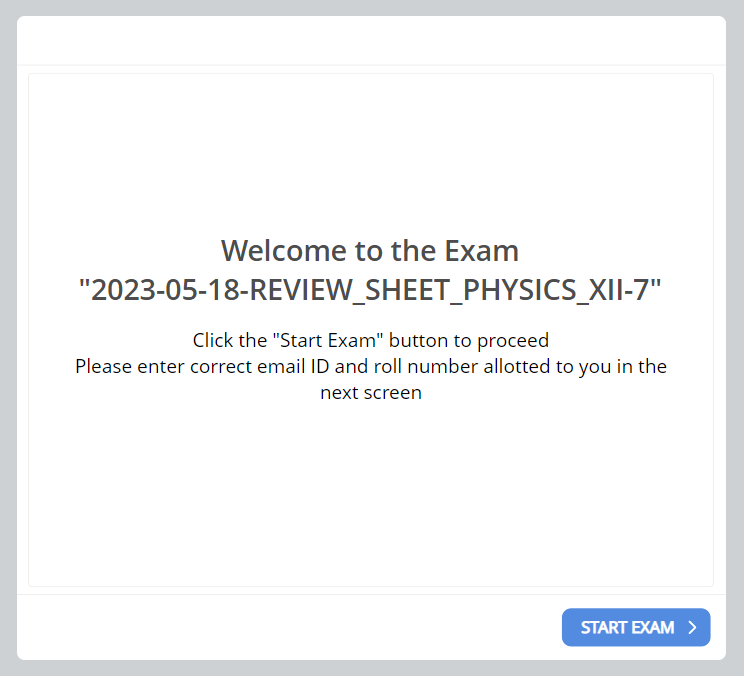 Welcome to the Exam
"2023-05-18-REVIEW_SHEET_PHYSICS_XII-7"
Click the "Start Exam" button to proceed
Please enter correct email ID and roll number allotted to you in the
next screen
START EXAM